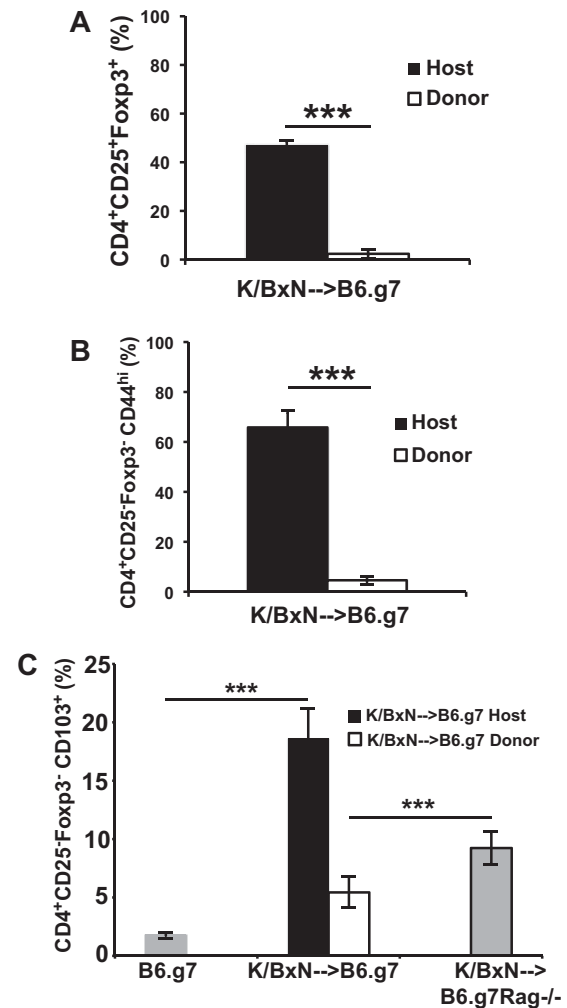 A
CD4⁺CD25⁺Foxp3⁺ (%)
100
80
60
40
20
0
***
Host
Donor
K/BxN-->B6.g7
B
CD4⁺CD25⁻Foxp3⁻ CD44ʰⁱ (%)
100
80
60
40
20
0
***
Host
Donor
K/BxN-->B6.g7
C
CD4⁺CD25⁻Foxp3⁻ CD103⁺ (%)
25
20
15
10
5
0
***
K/BxN-->B6.g7 Host
K/BxN-->B6.g7 Donor
***
B6.g7
K/BxN-->B6.g7
K/BxN-->
B6.g7Rag-/-